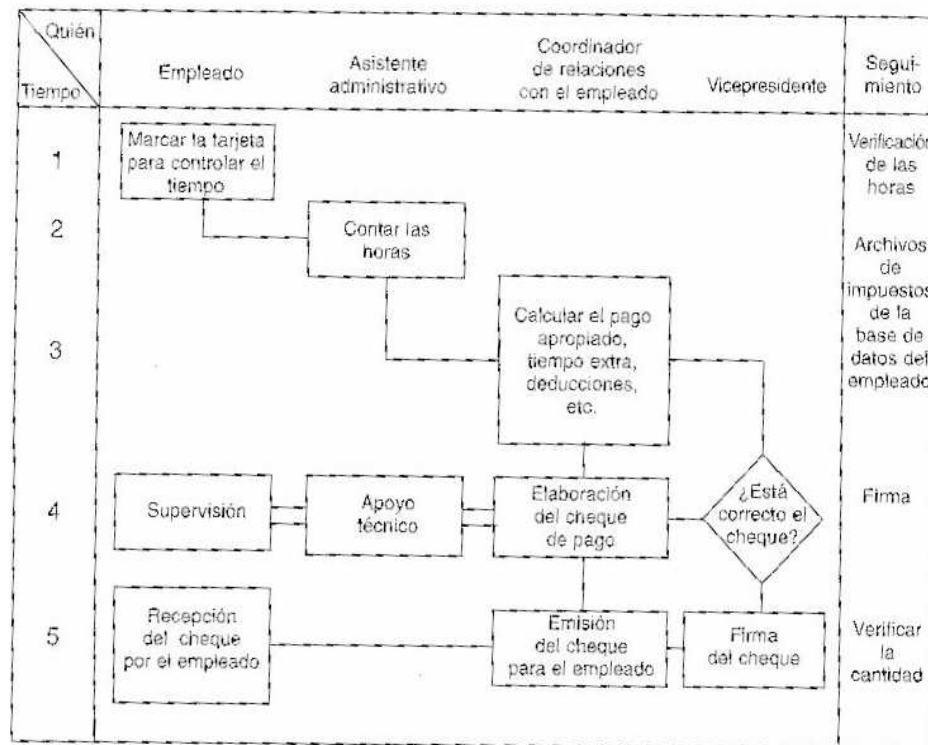 Quién
Tiempo
Empleado
Asistente
administrativo
Coordinador
de relaciones
con el empleado
Vicepresidente
Segui-
miento
1
Marcar la tarjeta
para controlar el
tiempo
Verificación
de las
horas
2
Contar las
horas
Archivos
de
impuestos
de la
base de
datos del
empleado
3
Calcular el pago
apropiado,
tiempo extra,
deducciones,
etc.
4
Supervisión
Apoyo
técnico
Elaboración
del cheque
de pago
¿Está
correcto el
cheque?
Firma
5
Recepción
del cheque
por el empleado
Emisión
del cheque
para el empleado
Firma
del cheque
Verificar
la
cantidad